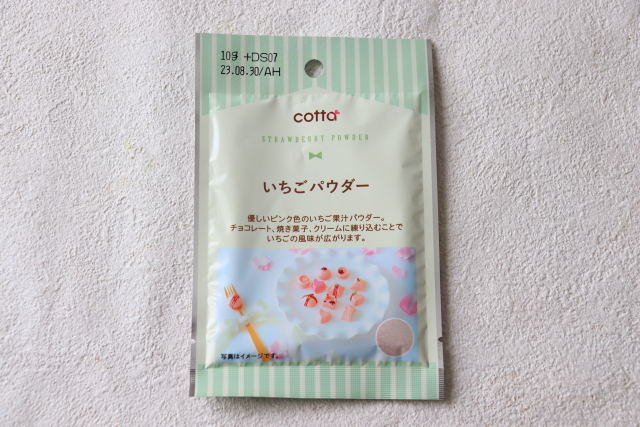 10g +DS07
23.08.30/AH
cotta
STRAWBERRY POWDER
いちごパウダー
優しいピンク色のいちご果汁パウダー。
チョコレート、焼き菓子、クリームに練り込むことで
いちごの風味が広がります。
写真はイメージです。